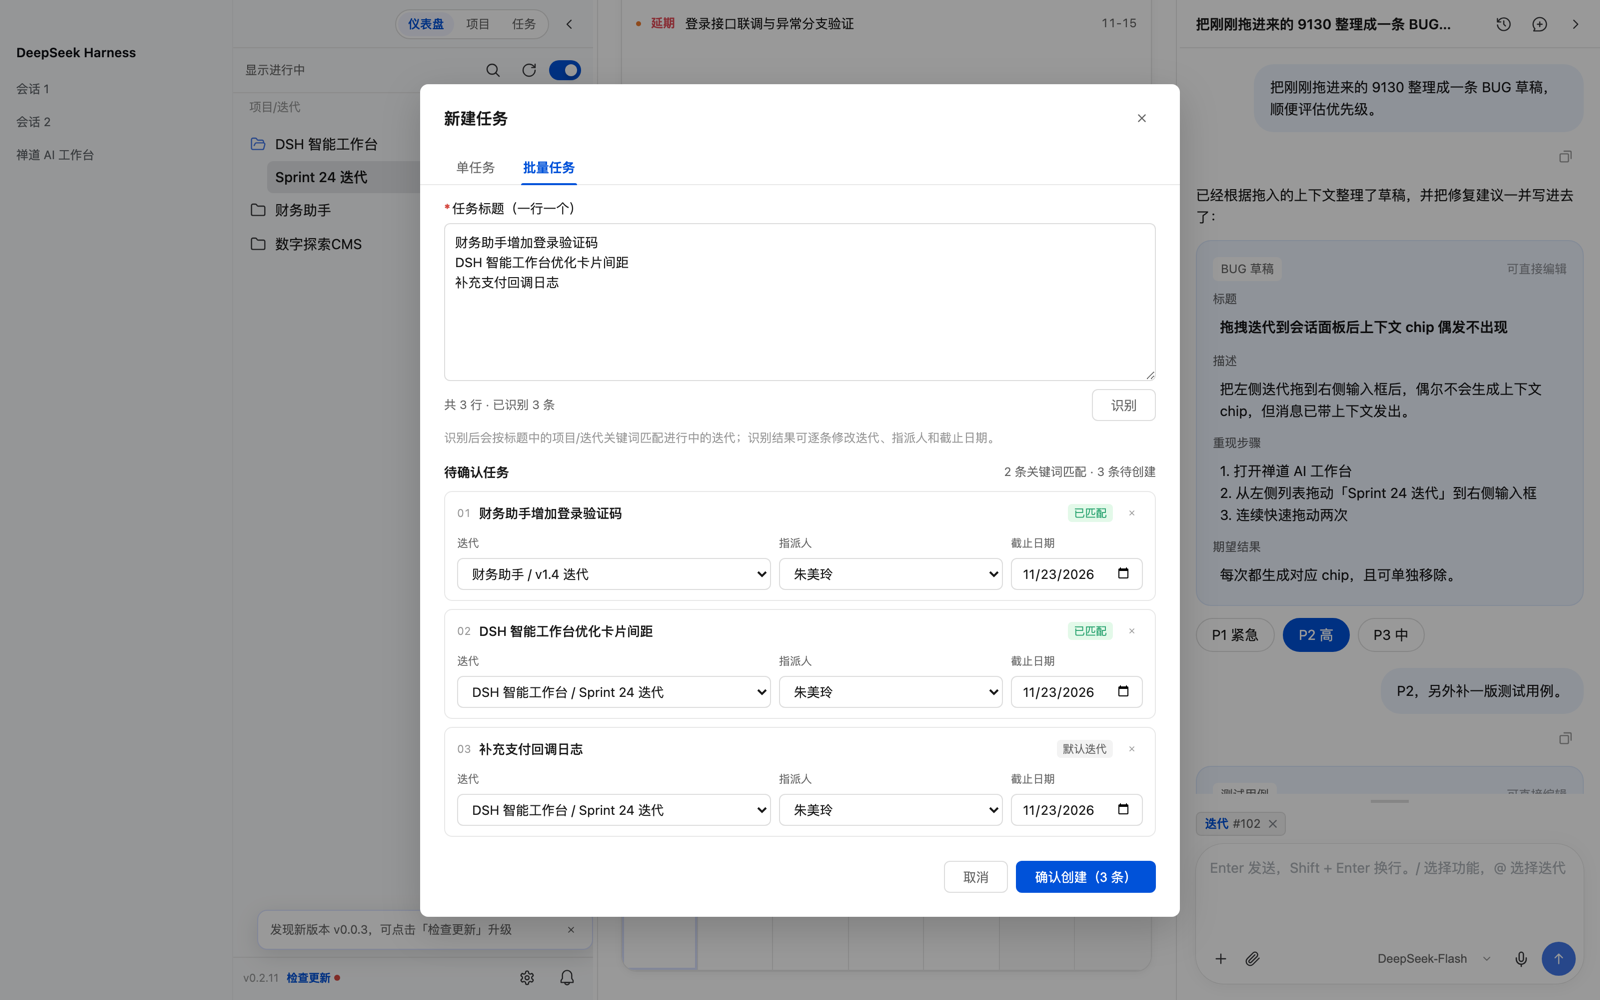 DeepSeek Harness
会话 1
会话 2
禅道 AI 工作台
仪表盘
项目
任务
显示进行中
项目/迭代
DSH 智能工作台
Sprint 24 迭代
财务助手
数字探索CMS
发现新版本 v0.0.3，可点击「检查更新」升级
v0.2.11
检查更新
延期 登录接口联调与异常分支验证 11-15
新建任务
单任务
批量任务
*任务标题（一行一个）
财务助手增加登录验证码
DSH 智能工作台优化卡片间距
补充支付回调日志
共 3 行 · 已识别 3 条
识别
识别后会按标题中的项目/迭代关键词匹配进行中的迭代；识别结果可逐条修改迭代、指派人和截止日期。
待确认任务
2 条关键词匹配 · 3 条待创建
01 财务助手增加登录验证码 已匹配
迭代 指派人 截止日期
财务助手 / v1.4 迭代 朱美玲 11/23/2026
02 DSH 智能工作台优化卡片间距 已匹配
迭代 指派人 截止日期
DSH 智能工作台 / Sprint 24 迭代 朱美玲 11/23/2026
03 补充支付回调日志 默认迭代
迭代 指派人 截止日期
DSH 智能工作台 / Sprint 24 迭代 朱美玲 11/23/2026
取消
确认创建（3 条）
把刚刚拖进来的 9130 整理成一条 BUG...
把刚刚拖进来的 9130 整理成一条 BUG 草稿，
顺便评估优先级。
已经根据拖入的上下文整理了草稿，并把修复建议一并写进去
了：
BUG 草稿
可直接编辑
标题
拖拽迭代到会话面板后上下文 chip 偶发不出现
描述
把左侧迭代拖到右侧输入框后，偶尔不会生成上下文
chip，但消息已带上下文发出。
重现步骤
1. 打开禅道 AI 工作台
2. 从左侧列表拖动「Sprint 24 迭代」到右侧输入框
3. 连续快速拖动两次
期望结果
每次都生成对应 chip，且可单独移除。
P1 紧急
P2 高
P3 中
P2，另外补一版测试用例。
测试用例
可直接编辑
迭代 #102
Enter 发送，Shift + Enter 换行。/ 选择功能，@ 选择迭代
DeepSeek-Flash